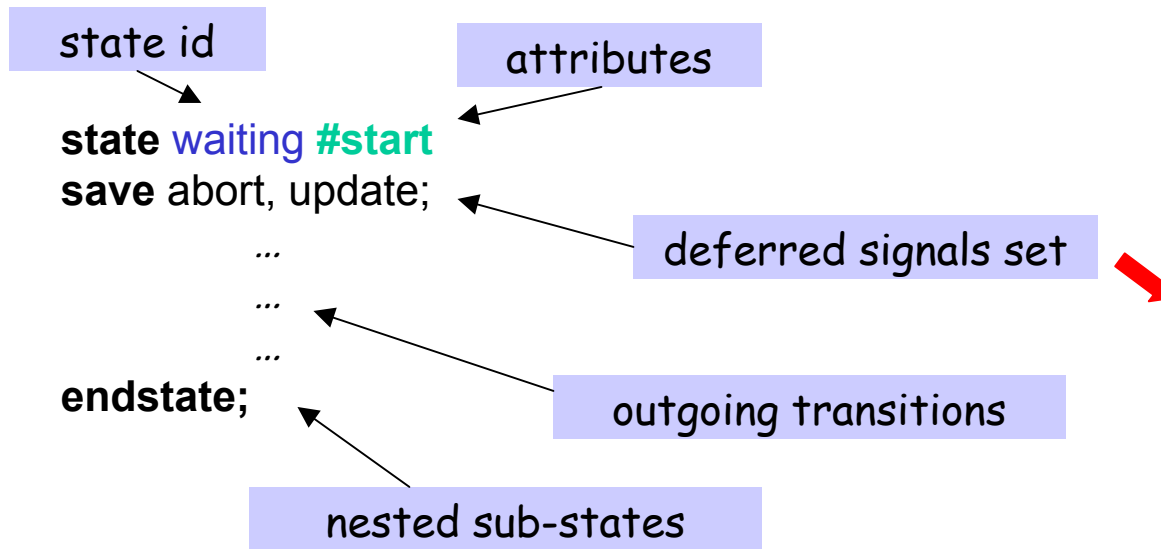 state id
attributes
state waiting #start
save abort, update;
...
deferred signals set
...
...
endstate;
outgoing transitions
nested sub-states